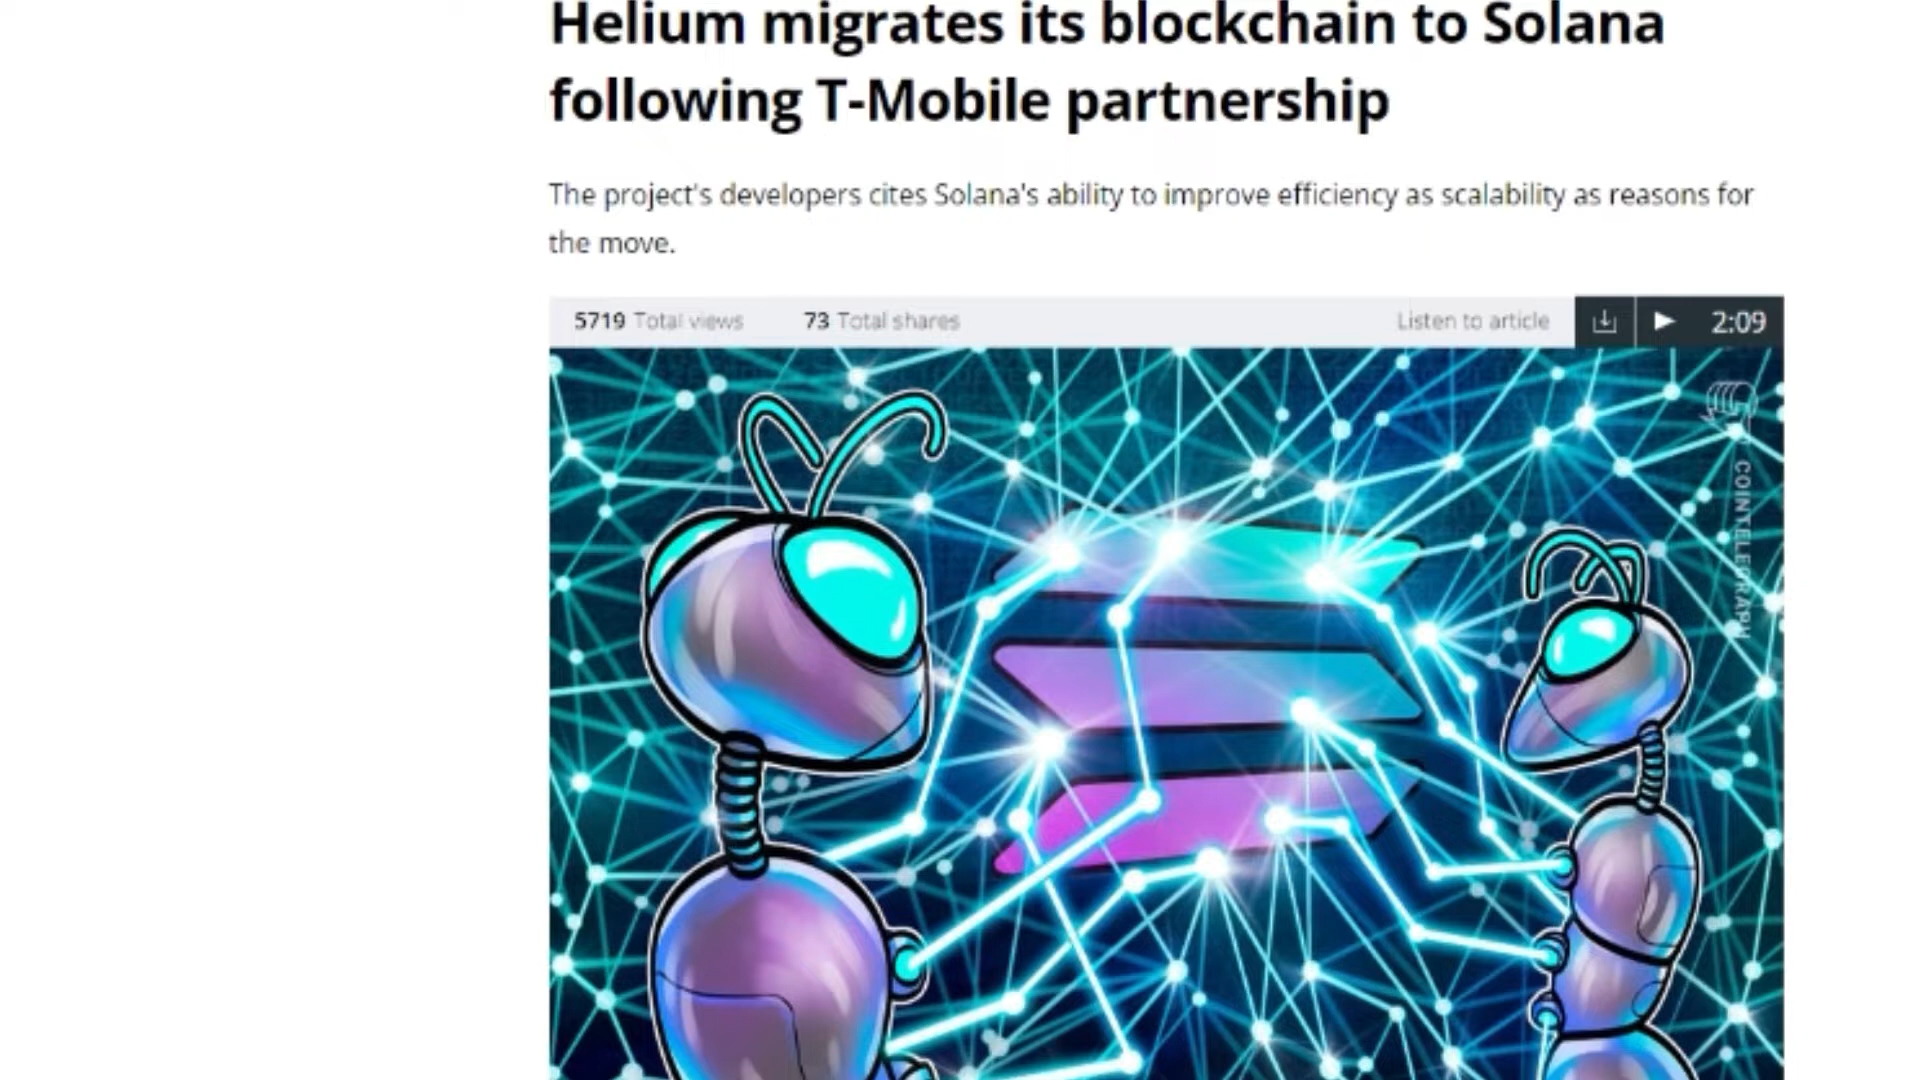 Helium migrates its blockchain to Solana
following T-Mobile partnership
The project's developers cites Solana's ability to improve efficiency as scalability as reasons for
the move.
5719 Total views 73 Total shares Listen to article 2:09
COINTELEGRAPH